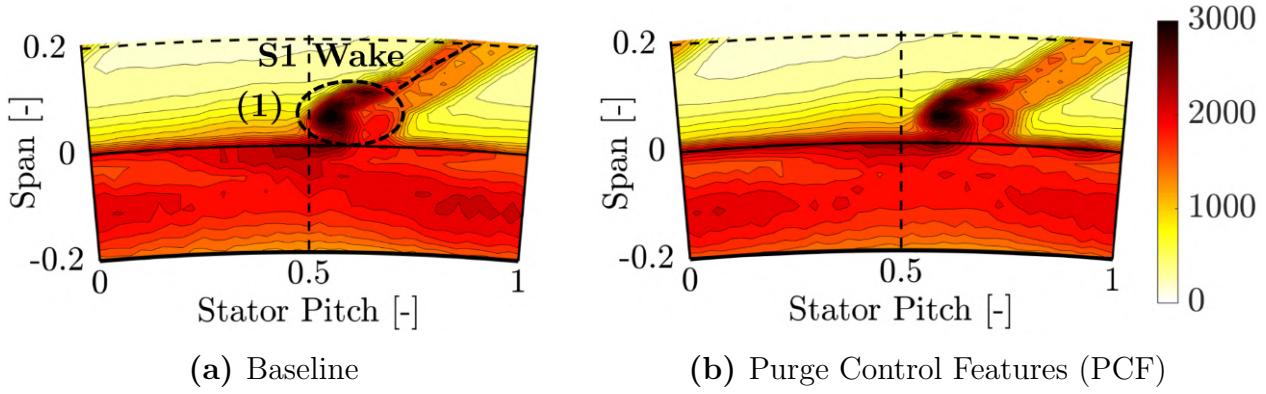 0.2
0
-0.2
Span [-]
S1 Wake
(1)
0
0.5
1
Stator Pitch [-]
(a) Baseline
0.2
0
-0.2
Span [-]
0
0.5
1
Stator Pitch [-]
(b) Purge Control Features (PCF)
3000
2000
1000
0